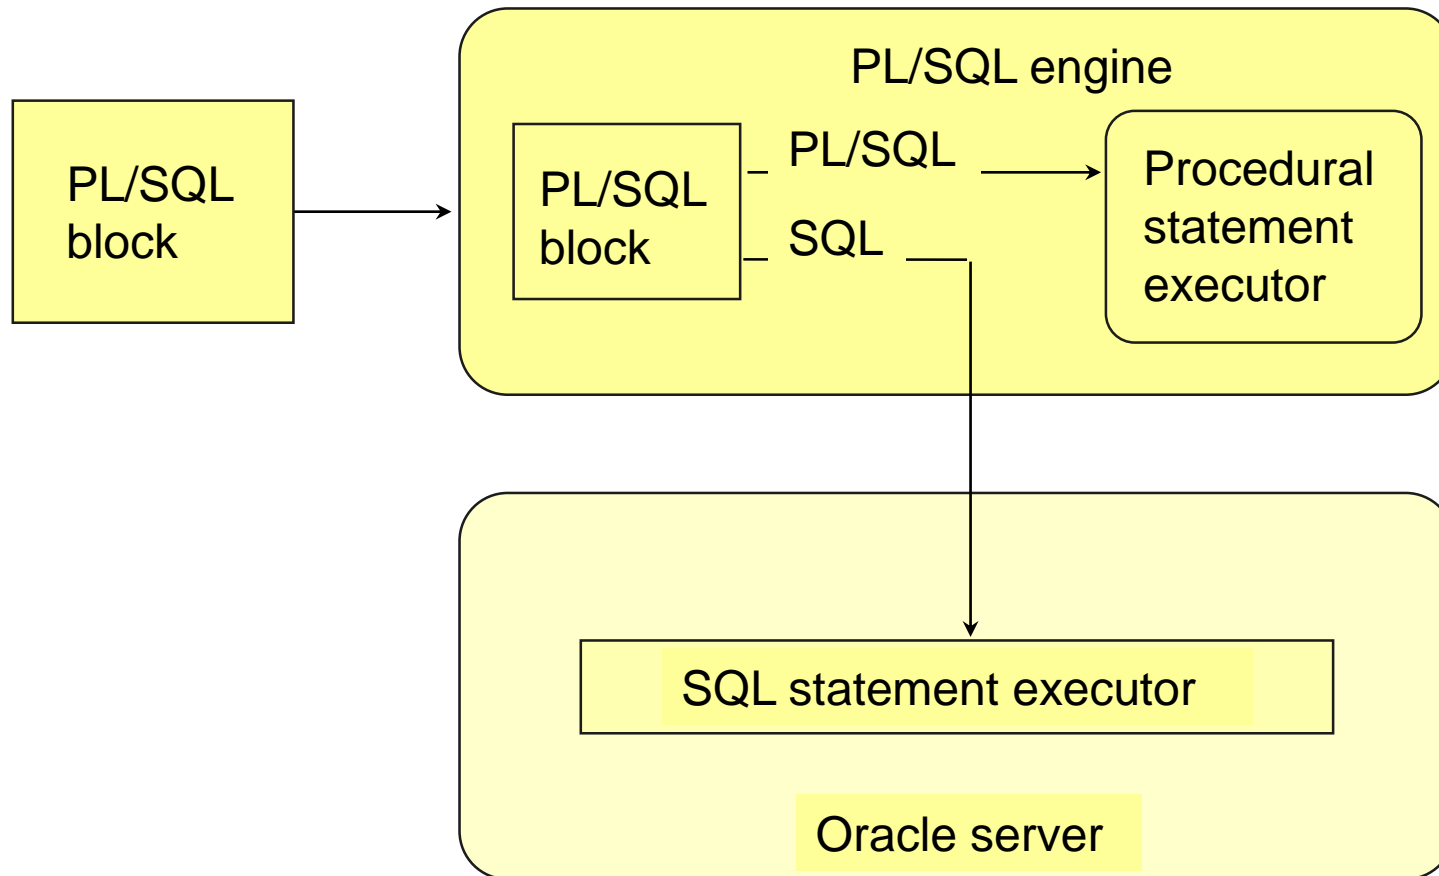 PL/SQL engine
PL/SQL
block
PL/SQL
block
PL/SQL
SQL
Procedural
statement
executor
SQL statement executor
Oracle server